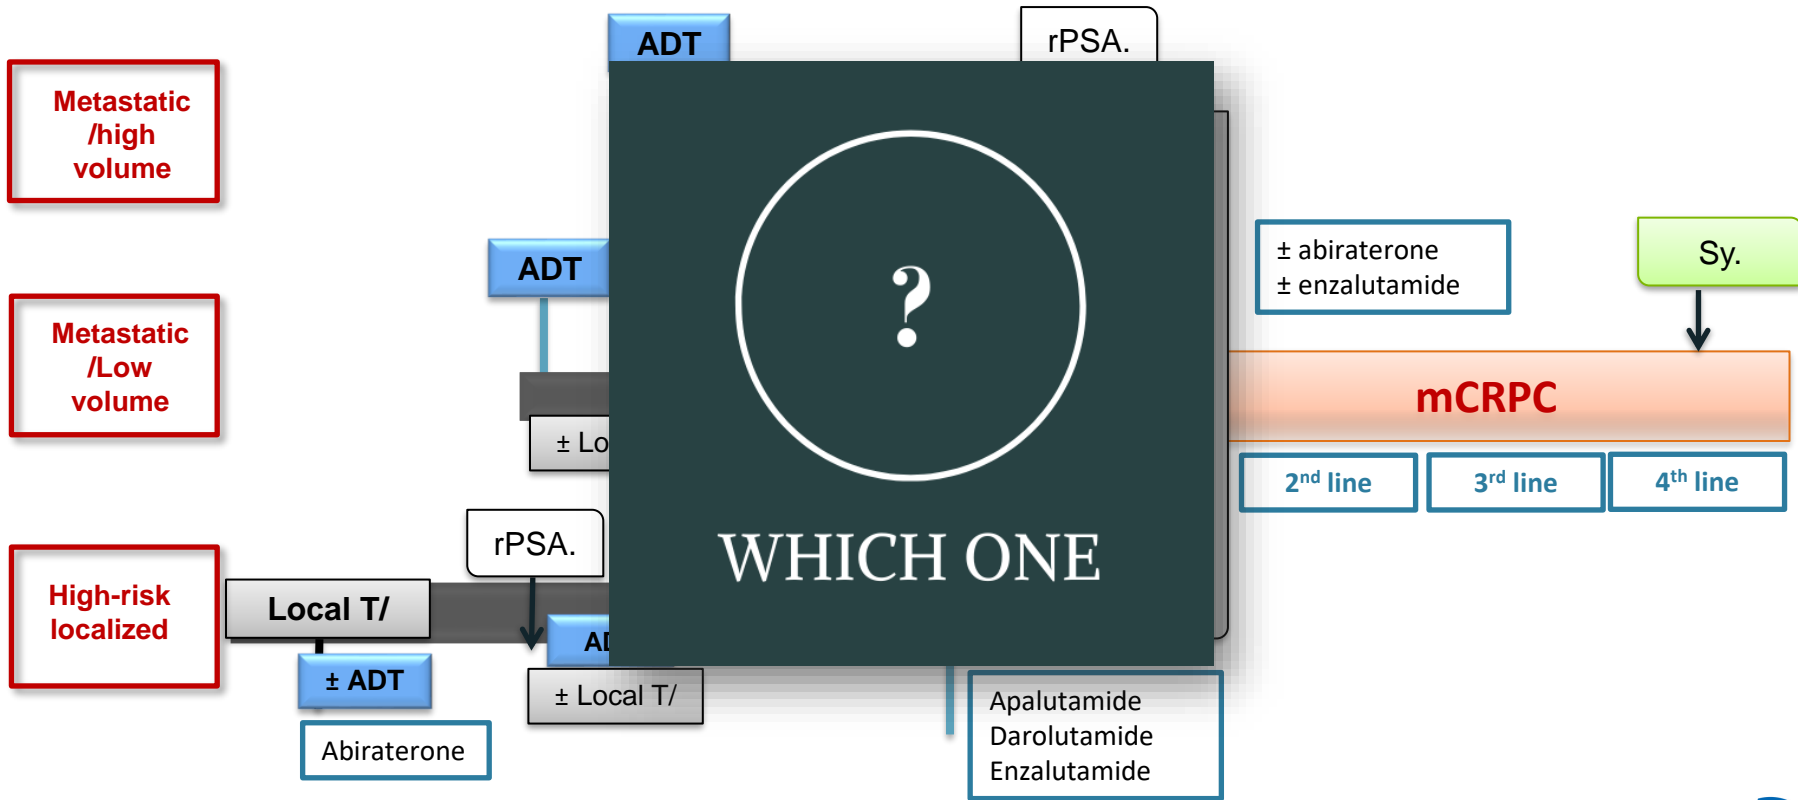 ADT
rPSA.
Metastatic
/high
volume
?
WHICH ONE
ADT
± abiraterone
± enzalutamide
Sy.
Metastatic
/Low
volume
± Lo
mCRPC
2nd line
3rd line
4th line
rPSA.
High-risk
localized
Local T/
± ADT
± Local T/
Abiraterone
Apalutamide
Darolutamide
Enzalutamide